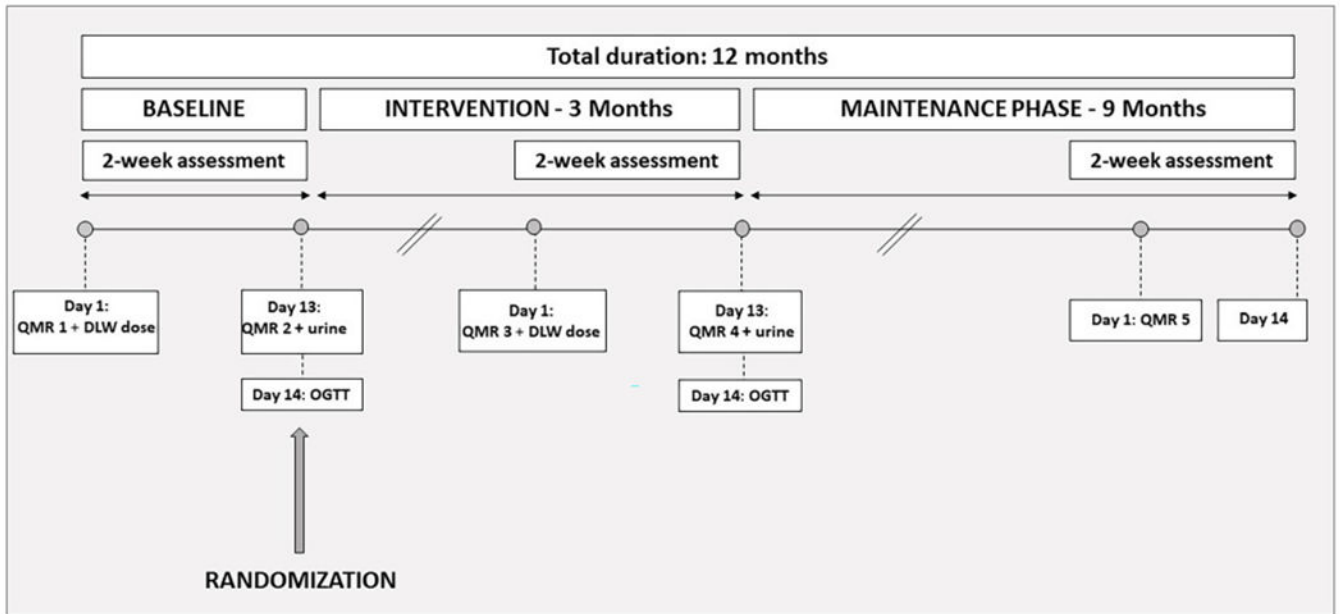 Total duration: 12 months
BASELINE
INTERVENTION - 3 Months
MAINTENANCE PHASE - 9 Months
2-week assessment
2-week assessment
2-week assessment
Day 1:
QMR 1 + DLW dose
Day 13:
QMR 2 + urine
Day 14: OGTT
Day 1:
QMR 3 + DLW dose
Day 13:
QMR 4 + urine
Day 14: OGTT
Day 1: QMR 5
Day 14
RANDOMIZATION